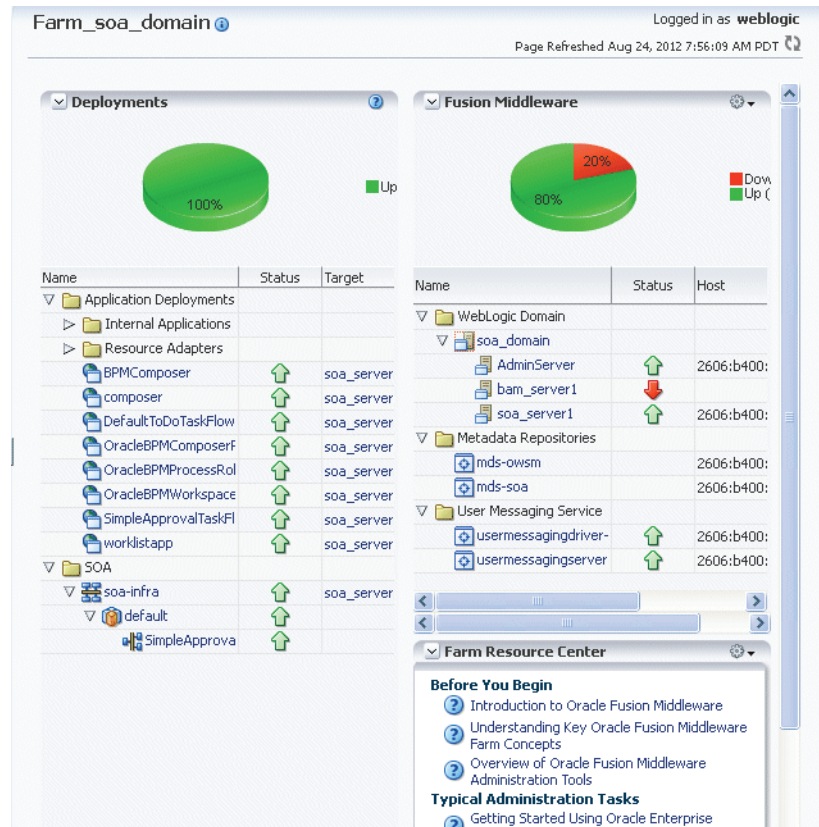 Farm_soa_domain
Logged in as weblogic
Page Refreshed Aug 24, 2012 7:56:09 AM PDT
Deployments
100%
Up
Name Status Target
Application Deployments
Internal Applications
Resource Adapters
BPMComposer soa_server
composer soa_server
DefaultToDoTaskFlow soa_server
OracleBPMComposerF soa_server
OracleBPMProcessRol soa_server
OracleBPMWorkspace soa_server
SimpleApprovalTaskFl soa_server
worklistapp soa_server
SOA
soa-infra soa_server
default
SimpleApprova
Fusion Middleware
20%
80%
Dow
Up (
Name Status Host
WebLogic Domain
soa_domain
AdminServer 2606:b400:
bam_server1
soa_server1 2606:b400:
Metadata Repositories
mds-owsm 2606:b400:
mds-soa 2606:b400:
User Messaging Service
usermessagingdriver- 2606:b400:
usermessagingserver 2606:b400:
Farm Resource Center
Before You Begin
Introduction to Oracle Fusion Middleware
Understanding Key Oracle Fusion Middleware
Farm Concepts
Overview of Oracle Fusion Middleware
Administration Tools
Typical Administration Tasks
Getting Started Using Oracle Enterprise